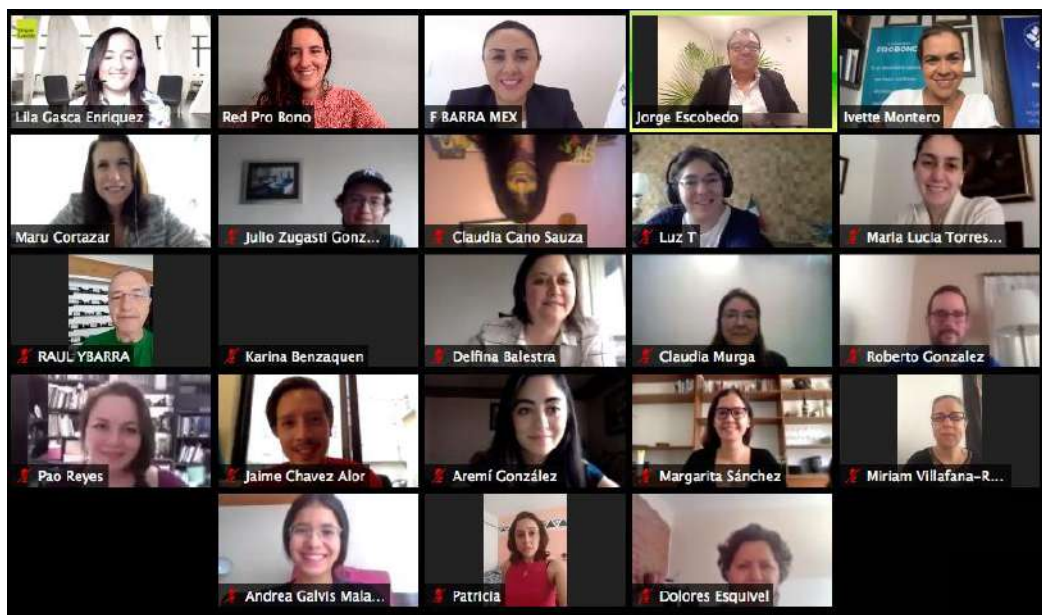 Lila Gasca Enriquez
Red Pro Bono
F BARRA MEX
Jorge Escobedo
Ivette Montero
Maru Cortazar
Julio Zugasti Gonz...
Claudia Cano Sauza
Luz T
Maria Lucia Torres...
RAUL YBARRA
Karina Benzaquen
Delfina Balestra
Claudia Murga
Roberto Gonzalez
Pao Reyes
Jaime Chavez Alor
Aremí González
Margarita Sánchez
Miriam Villafana-R...
Andrea Galvis Mala...
Patricia
Dolores Esquivel